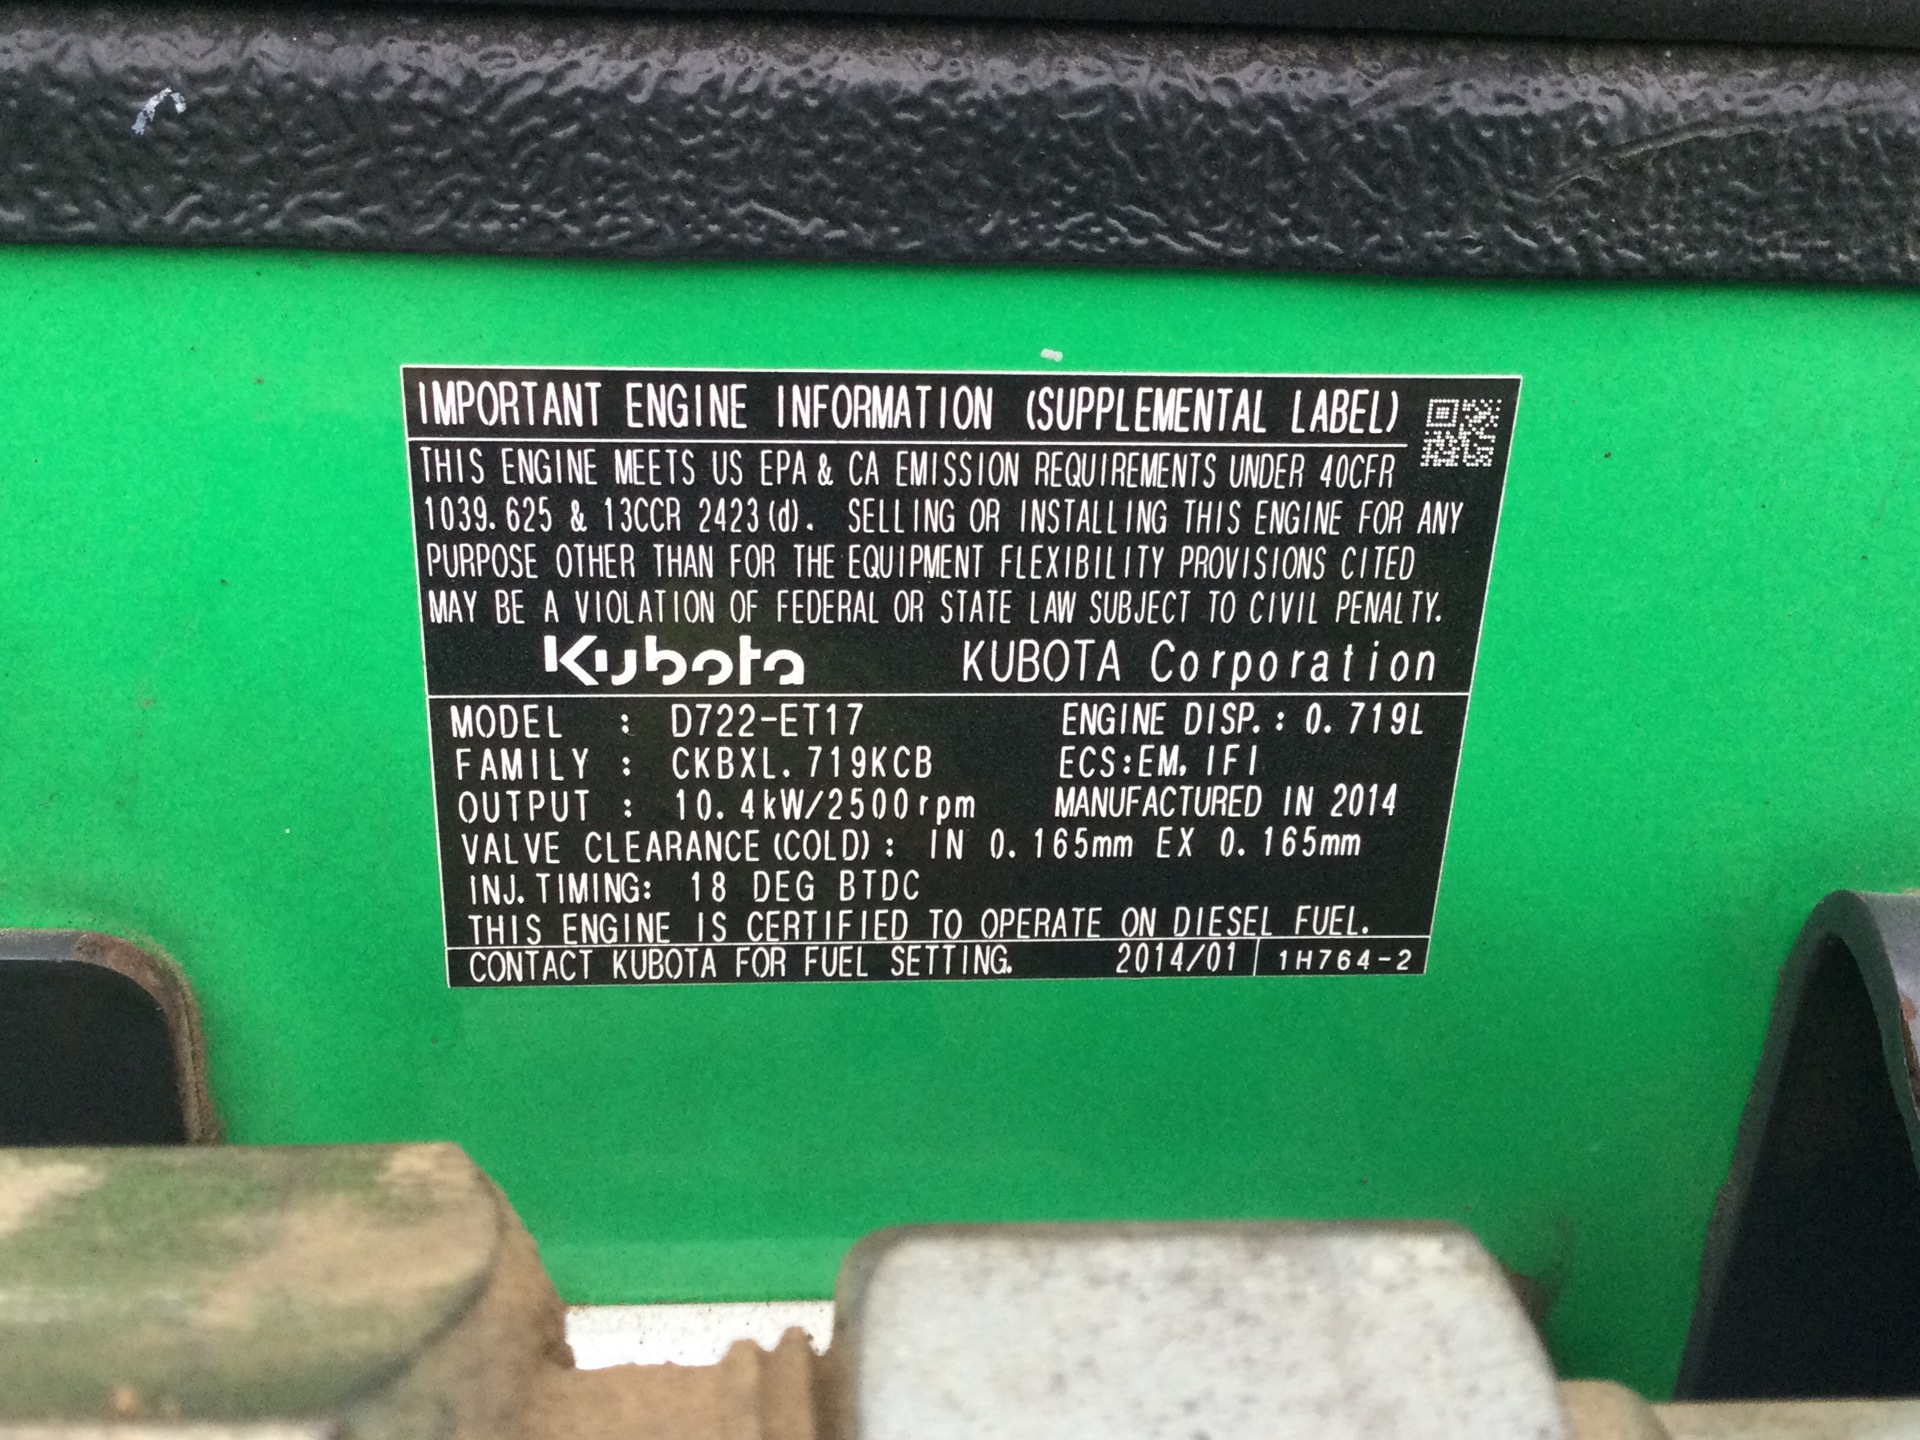 IMPORTANT ENGINE INFORMATION (SUPPLEMENTAL LABEL)
THIS ENGINE MEETS US EPA & CA EMISSION REQUIREMENTS UNDER 40CFR
1039.625 & 13CCR 2423(d). SELLING OR INSTALLING THIS ENGINE FOR ANY
PURPOSE OTHER THAN FOR THE EQUIPMENT FLEXIBILITY PROVISIONS CITED
MAY BE A VIOLATION OF FEDERAL OR STATE LAW SUBJECT TO CIVIL PENALTY.
Kubota KUBOTA Corporation
MODEL : D722-ET17 ENGINE DISP.: 0.719L
FAMILY : CKBXL.719KCB ECS:EM, IFI
OUTPUT : 10.4kW/2500rpm MANUFACTURED IN 2014
VALVE CLEARANCE(COLD): IN 0.165mm EX 0.165mm
INJ.TIMING: 18 DEG BTDC
THIS ENGINE IS CERTIFIED TO OPERATE ON DIESEL FUEL.
CONTACT KUBOTA FOR FUEL SETTING. 2014/01 1H764-2